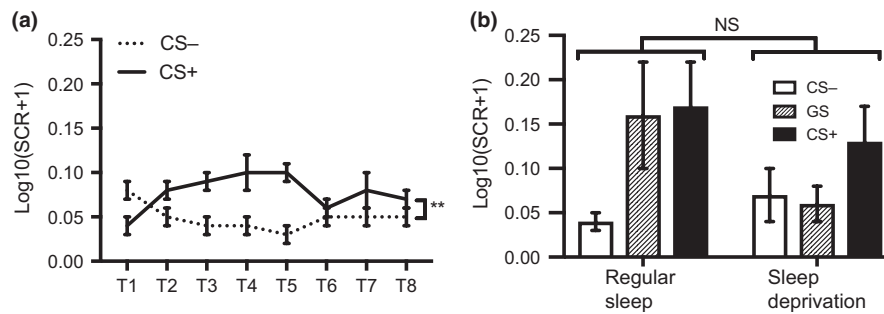 (a)
Log10(SCR+1)
0.25
0.20
0.15
0.10
0.05
0.00
CS–
CS+
**
T1 T2 T3 T4 T5 T6 T7 T8
(b)
Log10(SCR+1)
0.25
0.20
0.15
0.10
0.05
0.00
NS
CS–
GS
CS+
Regular
sleep
Sleep
deprivation